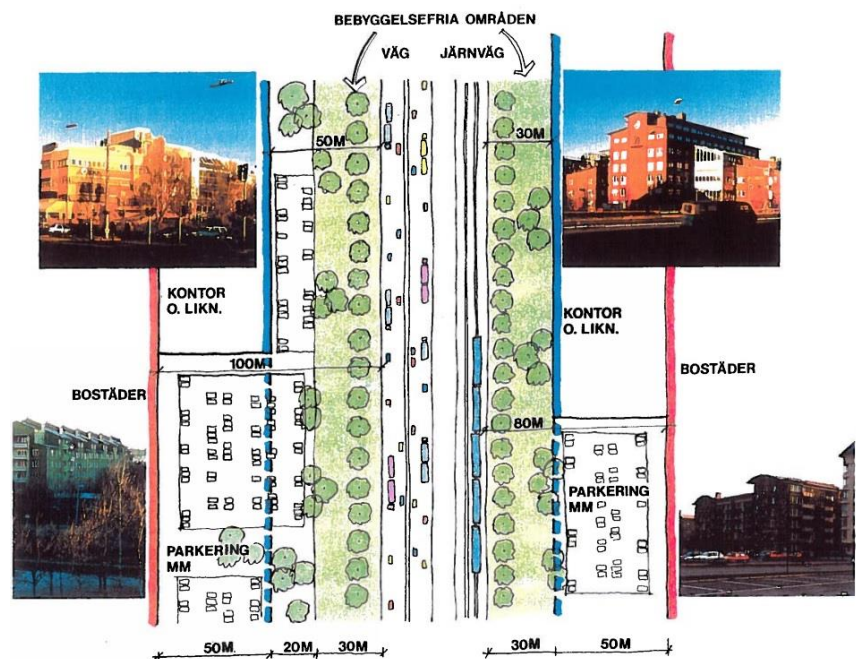 BEBYGGELSEFRIA OMRÅDEN
VÄG
JÄRNVÄG
50M
30M
KONTOR
O. LIKN.
KONTOR
O. LIKN.
100M
BOSTÄDER
BOSTÄDER
80M
PARKERING
MM
PARKERING
MM
50M.
20M
30M
30M
50M.